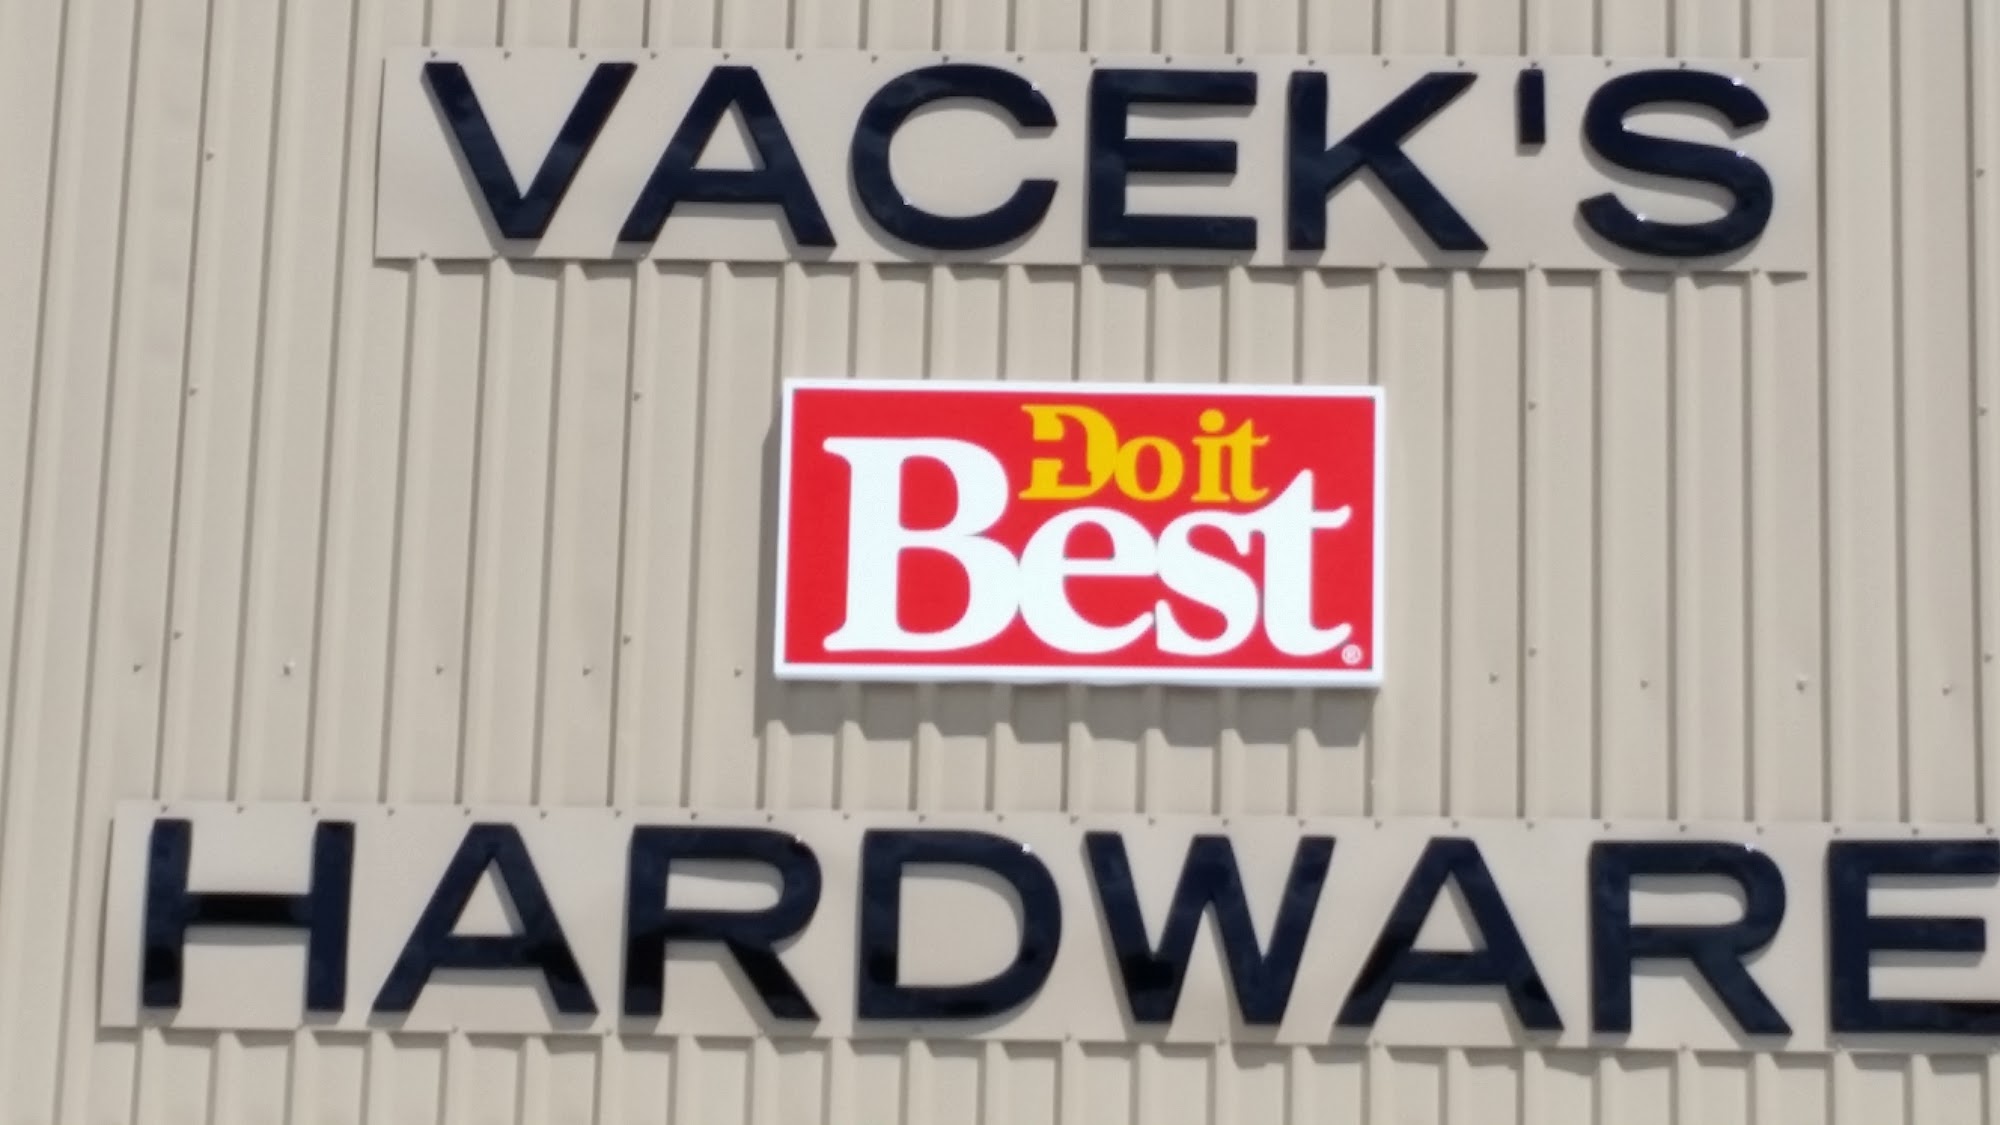 VACEK'S
Do it
Best®
HARDWARE